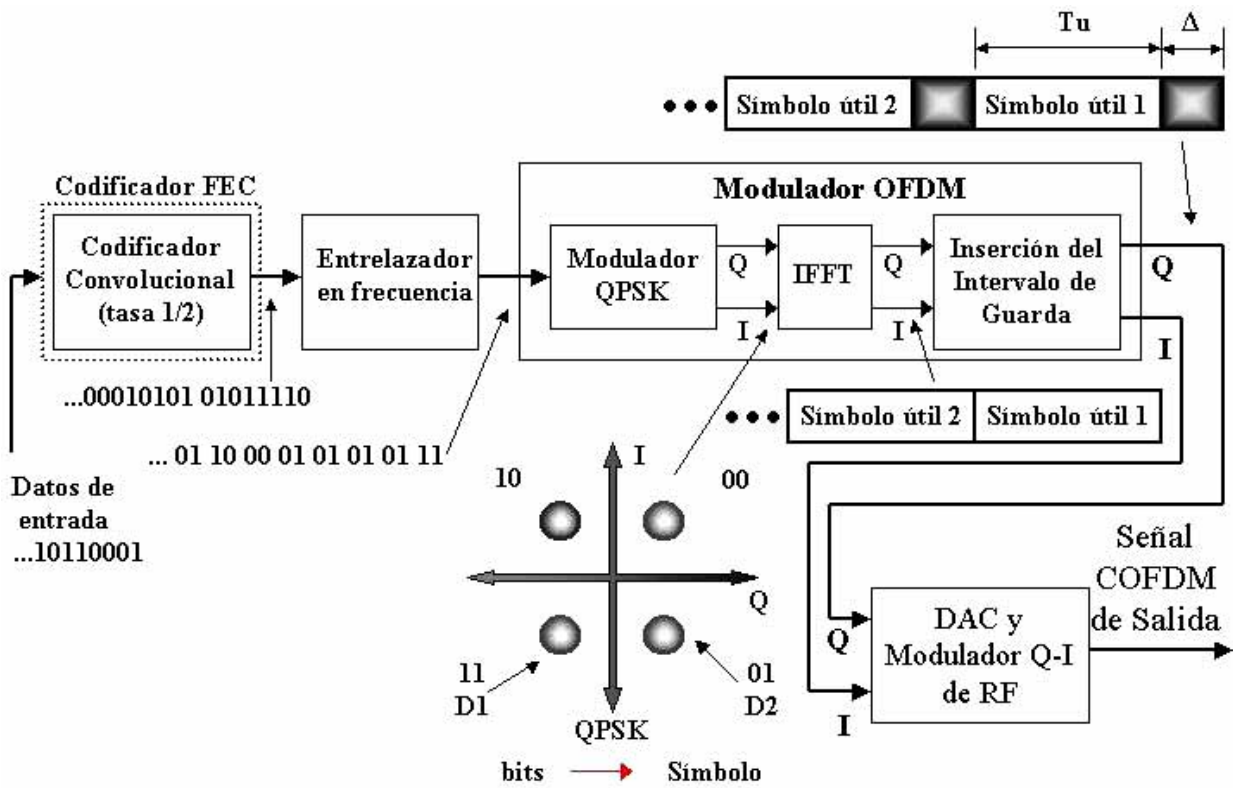 Tu
Δ
Símbolo útil 2
Símbolo útil 1
Codificador FEC
Modulador OFDM
Codificador
Convolucional
(tasa 1/2)
Entrelazador
en frecuencia
Modulador
QPSK
Q
I
IFFT
Q
I
Inserción del
Intervalo de
Guarda
Q
I
...00010101 01011110
... 01 10 00 01 01 01 01 11
Símbolo útil 2
Símbolo útil 1
Datos de
entrada
...10110001
I
10
00
Q
11
D1
01
D2
QPSK
bits
Símbolo
Q
I
DAC y
Modulador Q-I
de RF
Señal
COFDM
de Salida